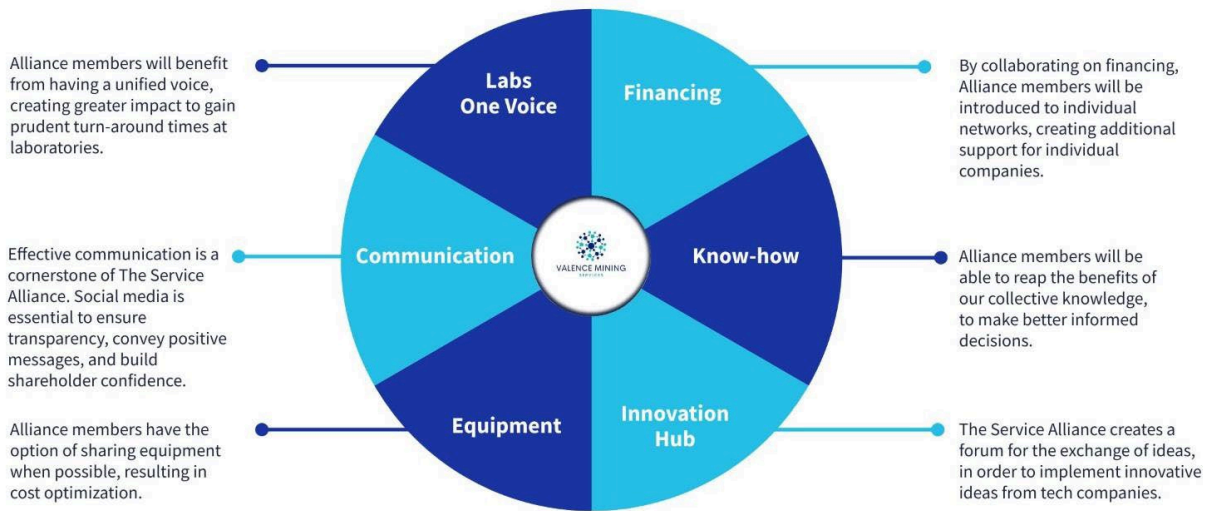 Alliance members will benefit
from having a unified voice,
creating greater impact to gain
prudent turn-around times at
laboratories.
Labs
One Voice
Financing
By collaborating on financing,
Alliance members will be
introduced to individual
networks, creating additional
support for individual
companies.
Effective communication is a
cornerstone of The Service
Alliance. Social media is
essential to ensure
transparency, convey positive
messages, and build
shareholder confidence.
Communication
VALENCE MINING
SERVICES
Know-how
Alliance members will be
able to reap the benefits of
our collective knowledge,
to make better informed
decisions.
Alliance members have the
option of sharing equipment
when possible, resulting in
cost optimization.
Equipment
Innovation
Hub
The Service Alliance creates a
forum for the exchange of ideas,
in order to implement innovative
ideas from tech companies.